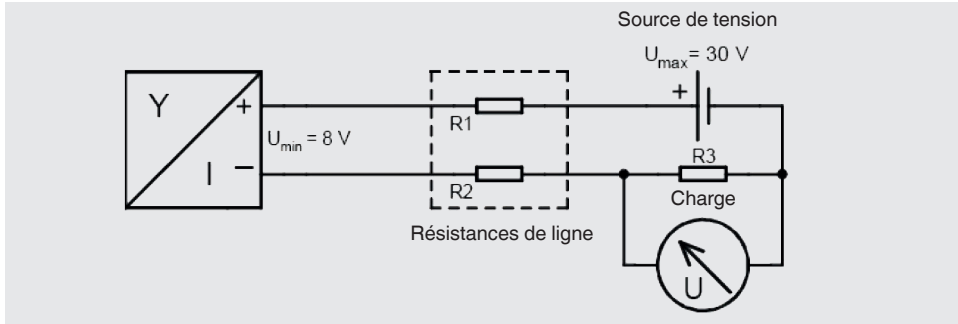 Source de tension
Umax= 30 V
+
Y
+
R1
Umin = 8 V
R3
I
–
R2
Charge
Résistances de ligne
U